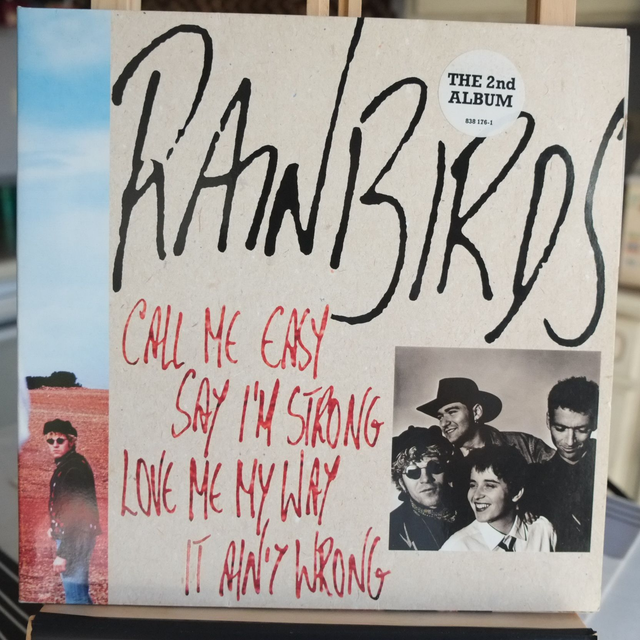 RAINBIRDS
THE 2nd
ALBUM
838 176-1
CALL ME EASY
SAY I'M STRONG
LOVE ME MY WAY
IT AIN'T WRONG